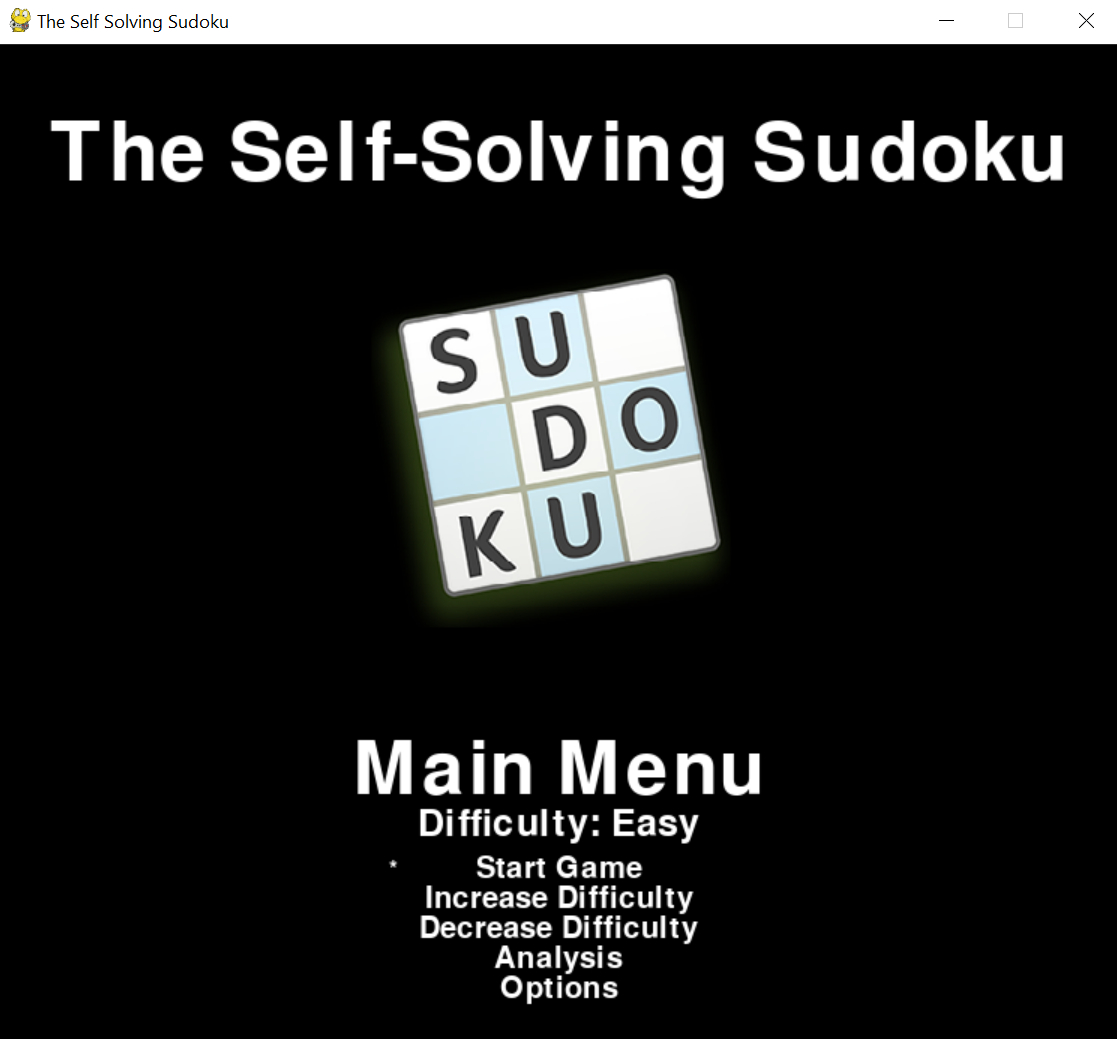 The Self Solving Sudoku
The Self-Solving Sudoku
S U
D O
K U
Main Menu
Difficulty: Easy
* Start Game
Increase Difficulty
Decrease Difficulty
Analysis
Options